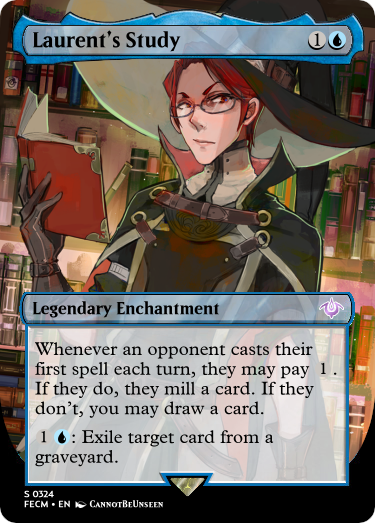 Laurent's Study 1
Legendary Enchantment
Whenever an opponent casts their
first spell each turn, they may pay 1 .
If they do, they mill a card. If they
don't, you may draw a card.
1 : Exile target card from a
graveyard.
S 0324
FECM • EN CannotBeUnseen